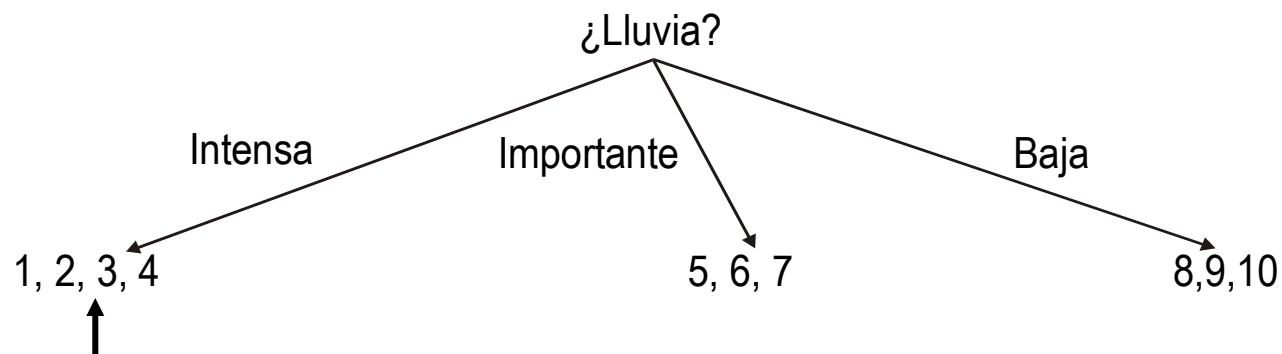 ¿Lluvia?
Intensa
Importante
Baja
1, 2, 3, 4
5, 6, 7
8,9,10